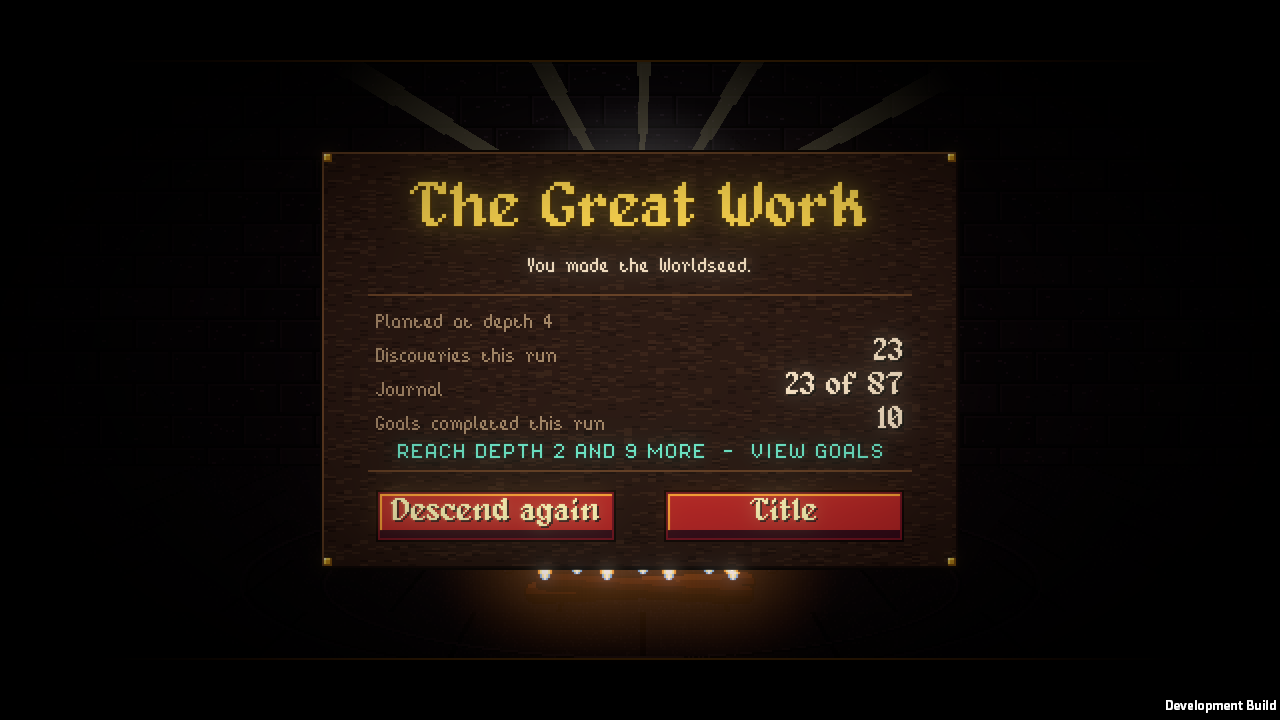 The Great Work
You made the Worldseed.
Planted at depth 4
Discoveries this run 23
Journal 23 of 87
Goals completed this run 10
REACH DEPTH 2 AND 9 MORE - VIEW GOALS
Descend again
Title
Development Build